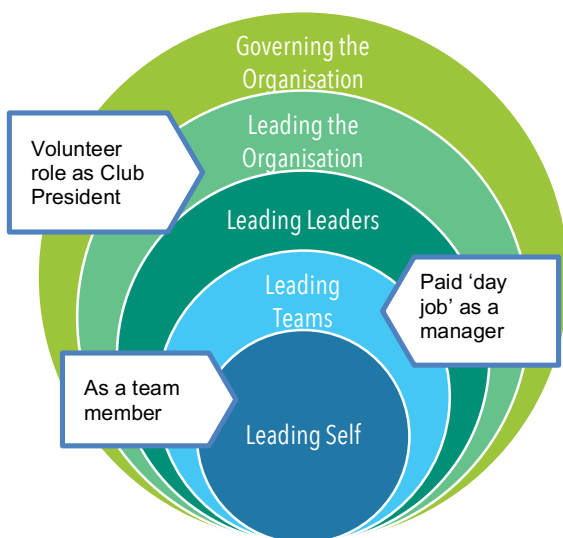 Governing the
Organisation
Leading the
Organisation
Volunteer
role as Club
President
Leading Leaders
Leading
Teams
Paid ‘day
job’ as a
manager
As a team
member
Leading Self